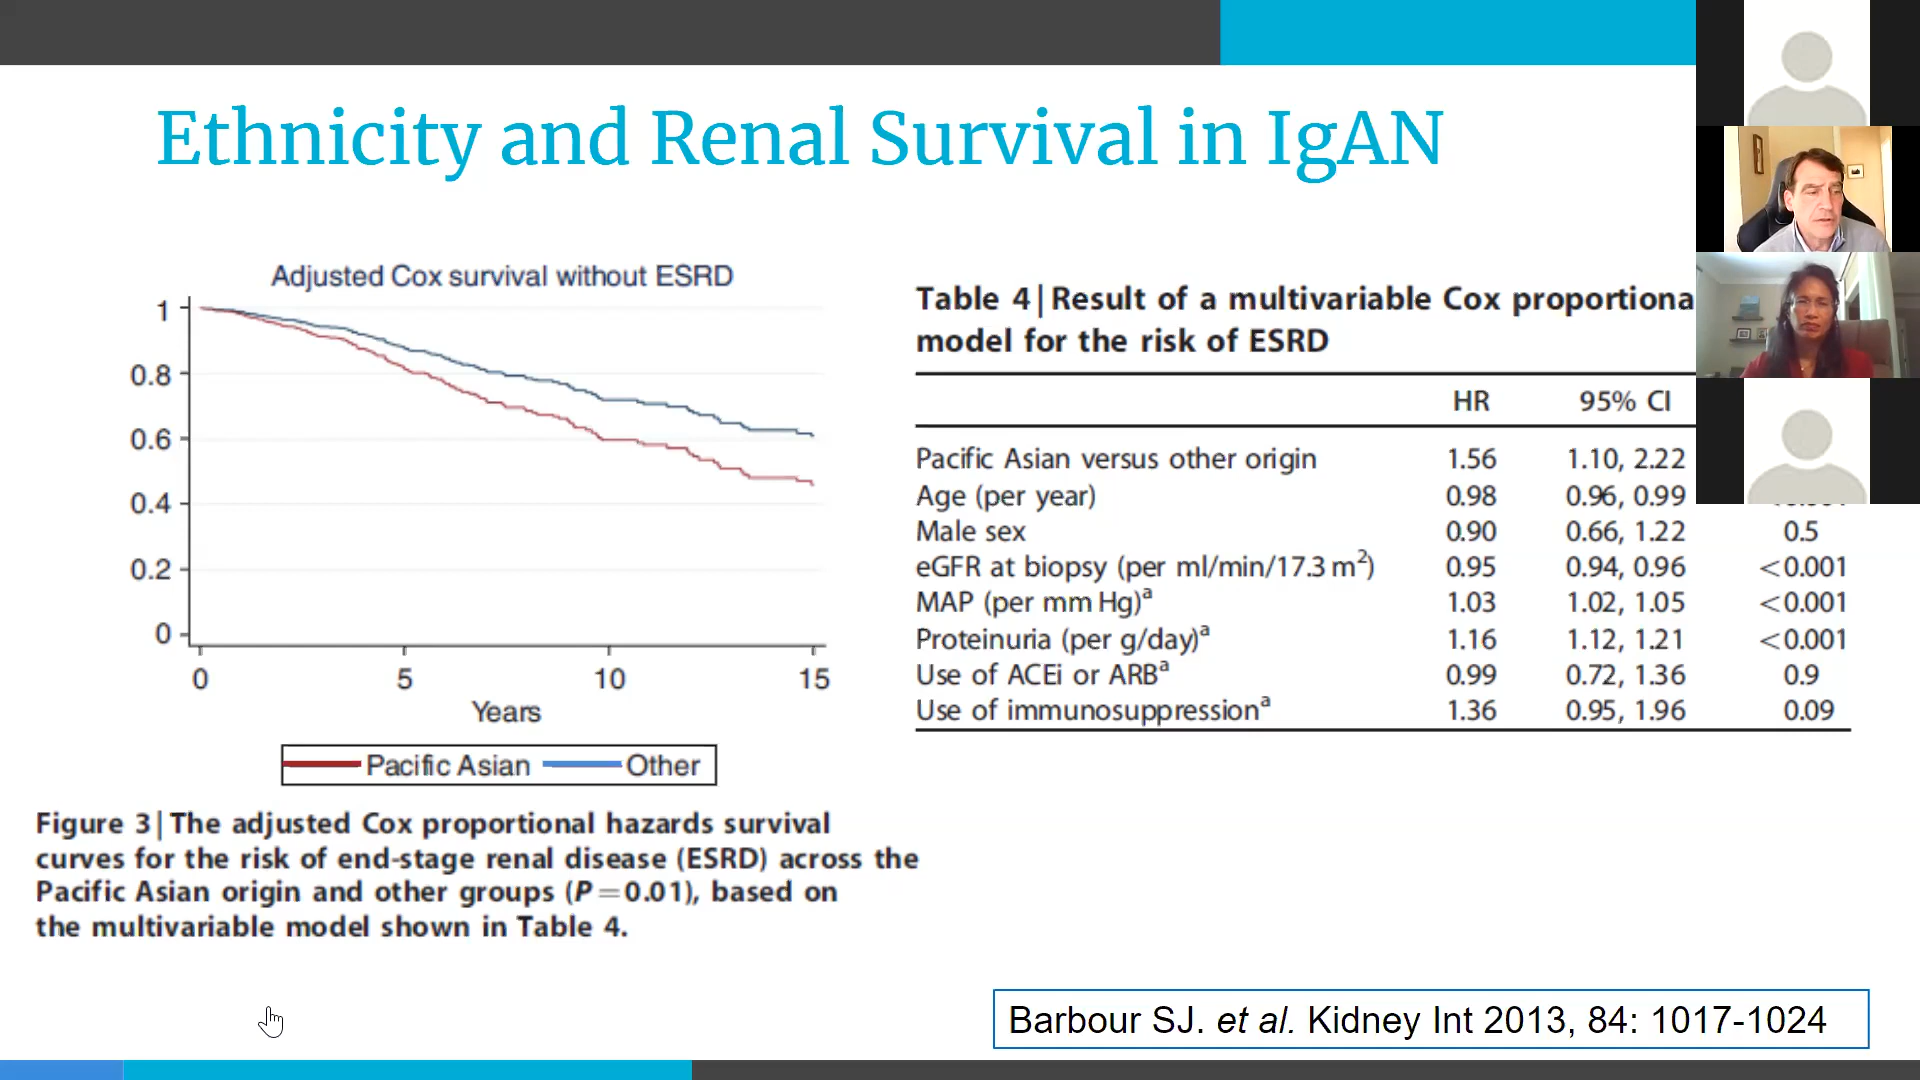 Ethnicity and Renal Survival in IgAN
Adjusted Cox survival without ESRD
1
0.8
0.6
0.4
0.2
0
0 5 10 15
Years
Pacific Asian Other
Figure 3|The adjusted Cox proportional hazards survival
curves for the risk of end-stage renal disease (ESRD) across the
Pacific Asian origin and other groups (P=0.01), based on
the multivariable model shown in Table 4.
Table 4|Result of a multivariable Cox proportiona
model for the risk of ESRD
HR 95% CI
Pacific Asian versus other origin 1.56 1.10, 2.22
Age (per year) 0.98 0.96, 0.99
Male sex 0.90 0.66, 1.22 0.5
eGFR at biopsy (per ml/min/17.3 m²) 0.95 0.94, 0.96 <0.001
MAP (per mm Hg)ᵃ 1.03 1.02, 1.05 <0.001
Proteinuria (per g/day)ᵃ 1.16 1.12, 1.21 <0.001
Use of ACEi or ARBᵃ 0.99 0.72, 1.36 0.9
Use of immunosuppressionᵃ 1.36 0.95, 1.96 0.09
Barbour SJ. et al. Kidney Int 2013, 84: 1017-1024